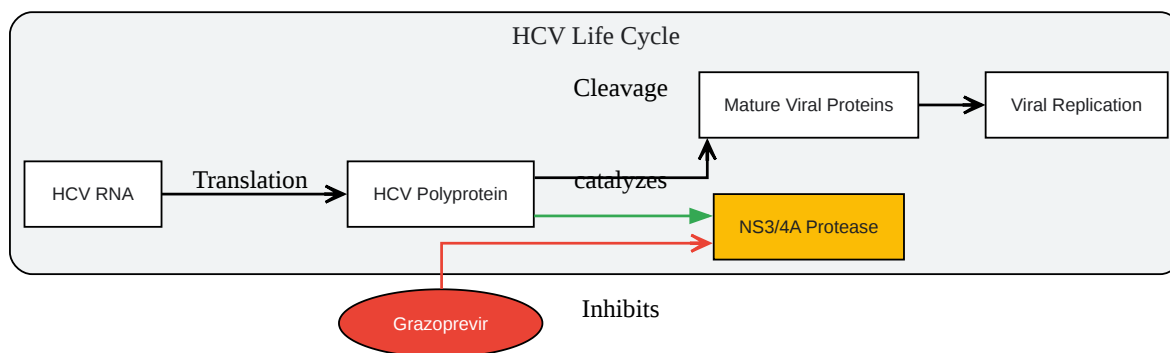 HCV Life Cycle
Cleavage
Mature Viral Proteins
Viral Replication
HCV RNA
Translation
HCV Polyprotein
catalyzes
NS3/4A Protease
Inhibits
Grazoprevir